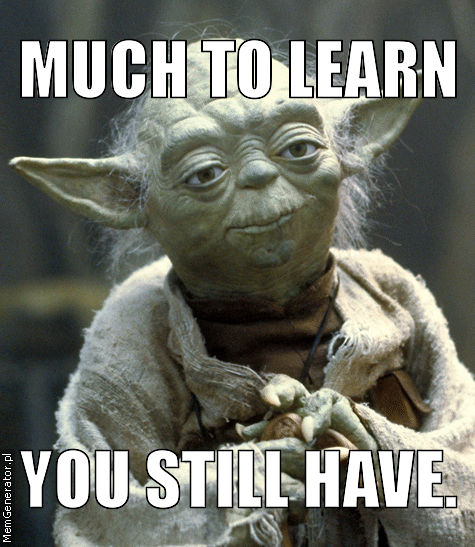 MUCH TO LEARN
YOU STILL HAVE.
MemGenerator.pl